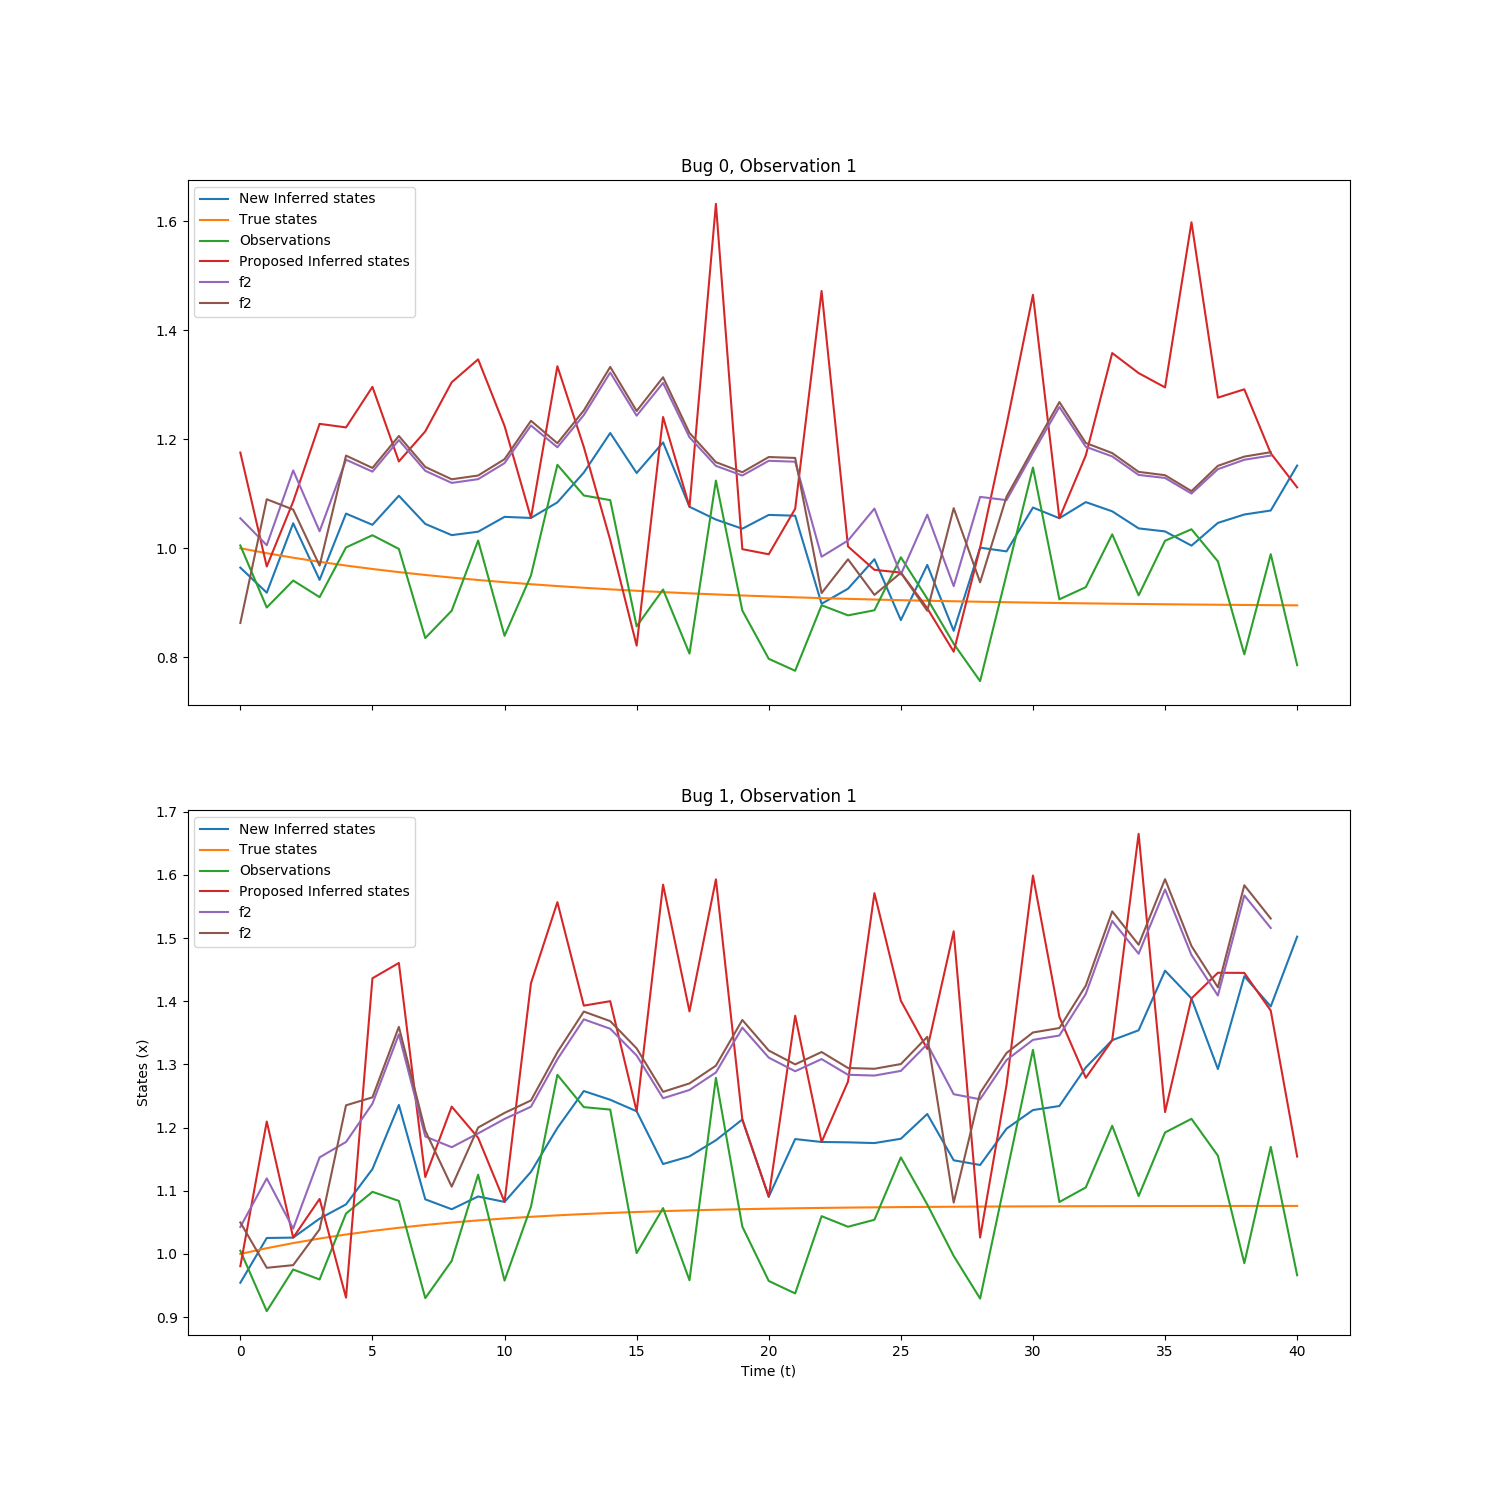 Bug 0, Observation 1
New Inferred states
True states
Observations
Proposed Inferred states
f2
f2
1.6
1.4
1.2
1.0
0.8
Bug 1, Observation 1
New Inferred states
True states
Observations
Proposed Inferred states
f2
f2
1.7
1.6
1.5
1.4
1.3
1.2
1.1
1.0
0.9
States (x)
0 5 10 15 20 25 30 35 40
Time (t)